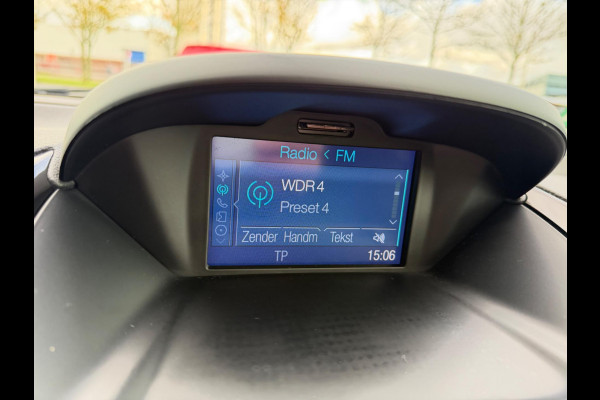 Radio < FM
WDR 4
Preset 4
Zender Handm Tekst
TP 15:06